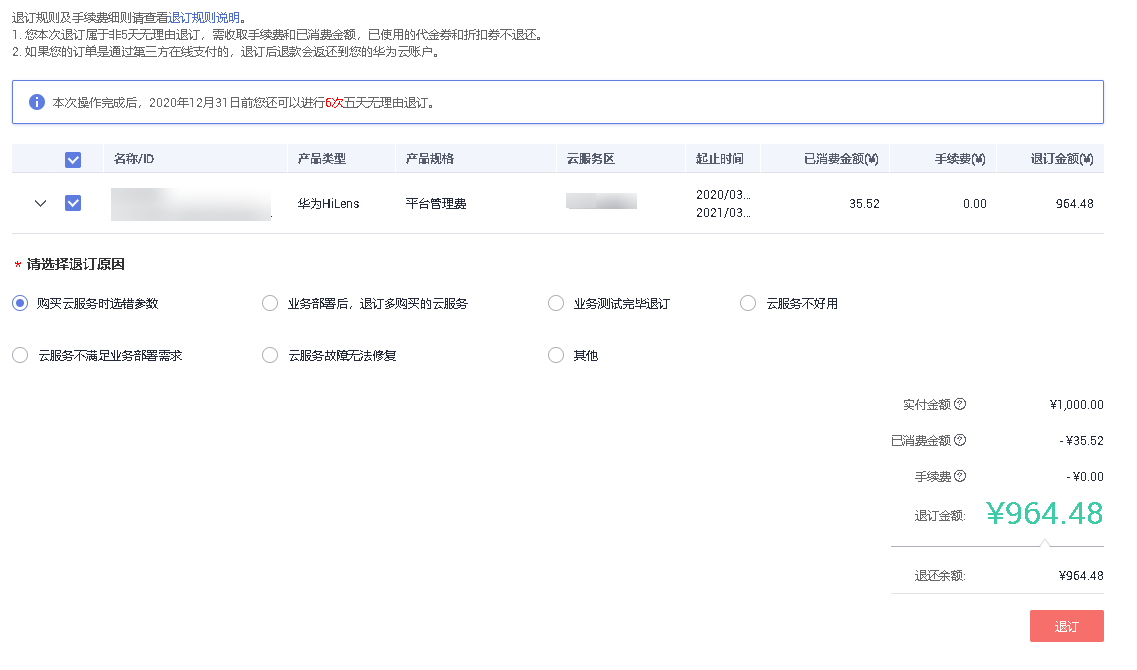 退订规则及手续费细则请查看退订规则说明。
1. 您本次退订属于非5天无理由退订，需收取手续费和已消费金额，已使用的代金券和折扣券不退还。
2. 如果您的订单是通过第三方在线支付的，退订后退款会返还到您的华为云账户。
本次操作完成后，2020年12月31日前您还可以进行6次五天无理由退订。
名称/ID 产品类型 产品规格 云服务区 起止时间 已消费金额(¥) 手续费(¥) 退订金额(¥)
华为HiLens 平台管理费 2020/03... 35.52 0.00 964.48
2021/03...
* 请选择退订原因
购买云服务时选错参数 业务部署后，退订多购买的云服务 业务测试完毕退订 云服务不好用
云服务不满足业务部署需求 云服务故障无法修复 其他
实付金额 ¥1,000.00
已消费金额 - ¥35.52
手续费 - ¥0.00
退订金额: ¥964.48
退还余额: ¥964.48
退订